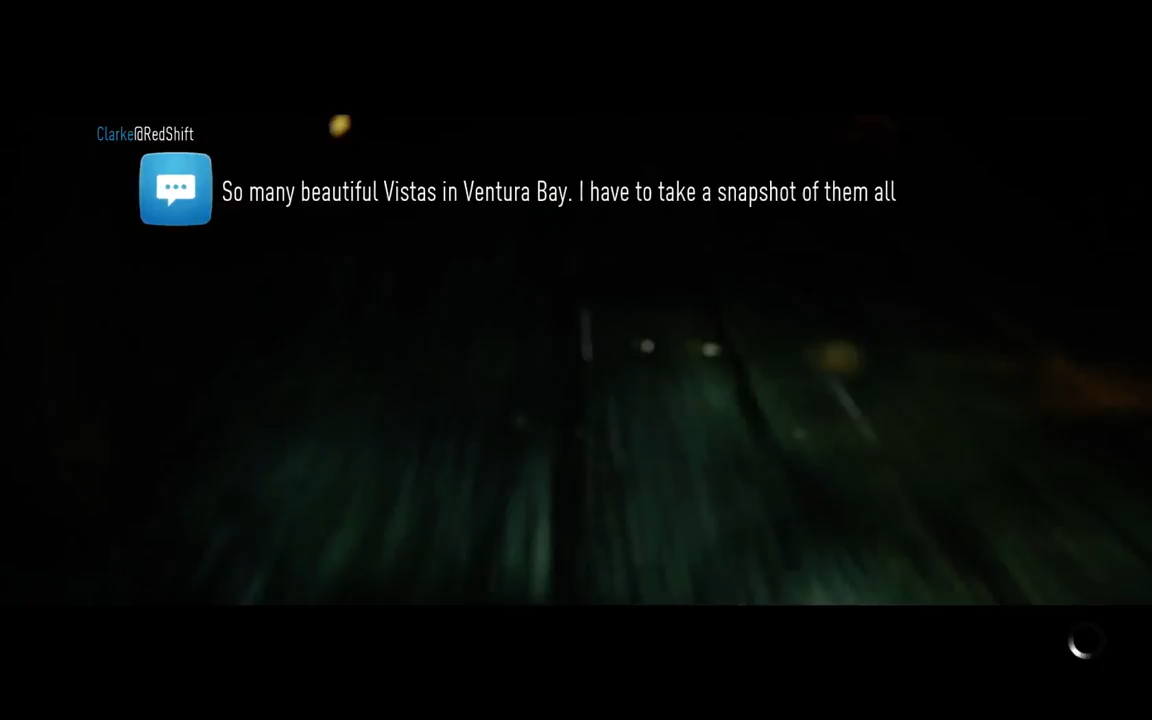 Clarke@RedShift
So many beautiful Vistas in Ventura Bay. I have to take a snapshot of them all